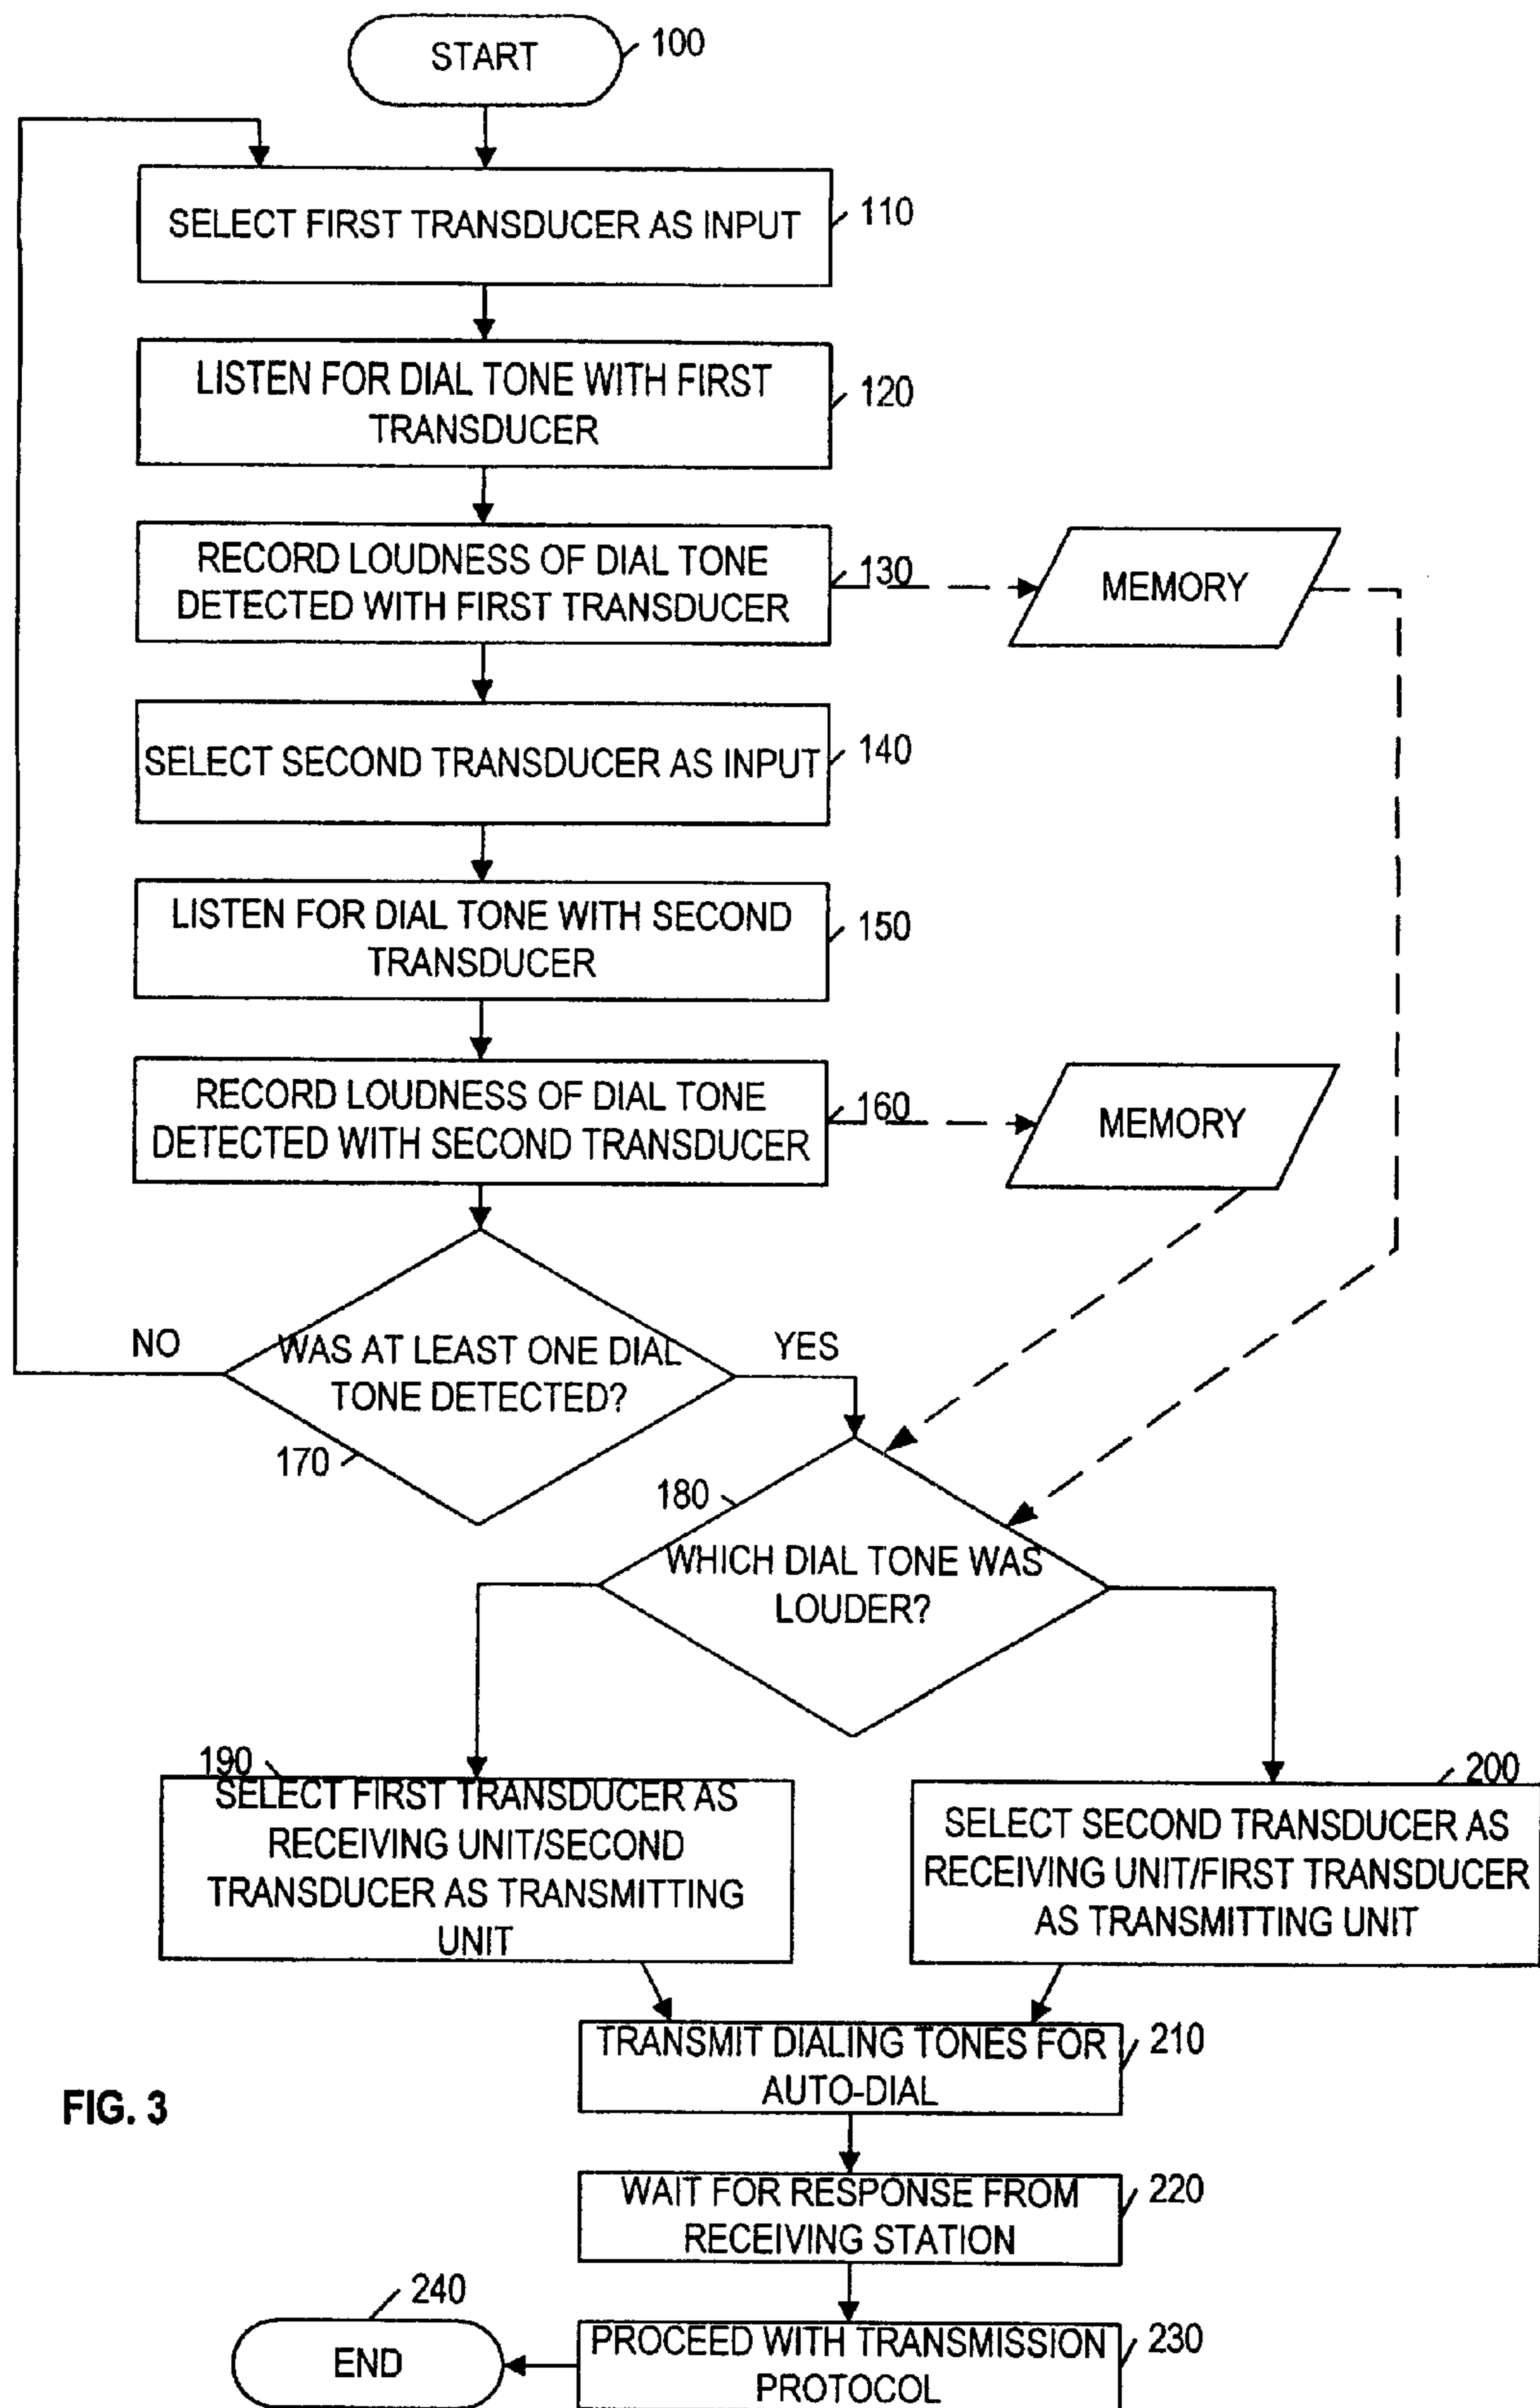 START
100
SELECT FIRST TRANSDUCER AS INPUT
110
LISTEN FOR DIAL TONE WITH FIRST
TRANSDUCER
120
RECORD LOUDNESS OF DIAL TONE
DETECTED WITH FIRST TRANSDUCER
130
MEMORY
SELECT SECOND TRANSDUCER AS INPUT
140
LISTEN FOR DIAL TONE WITH SECOND
TRANSDUCER
150
RECORD LOUDNESS OF DIAL TONE
DETECTED WITH SECOND TRANSDUCER
160
MEMORY
NO
WAS AT LEAST ONE DIAL
TONE DETECTED?
YES
170
180
WHICH DIAL TONE WAS
LOUDER?
190
SELECT FIRST TRANSDUCER AS
RECEIVING UNIT/SECOND
TRANSDUCER AS TRANSMITTING
UNIT
200
SELECT SECOND TRANSDUCER AS
RECEIVING UNIT/FIRST TRANSDUCER
AS TRANSMITTING UNIT
TRANSMIT DIALING TONES FOR
AUTO-DIAL
210
FIG. 3
WAIT FOR RESPONSE FROM
RECEIVING STATION
220
240
END
PROCEED WITH TRANSMISSION
PROTOCOL
230